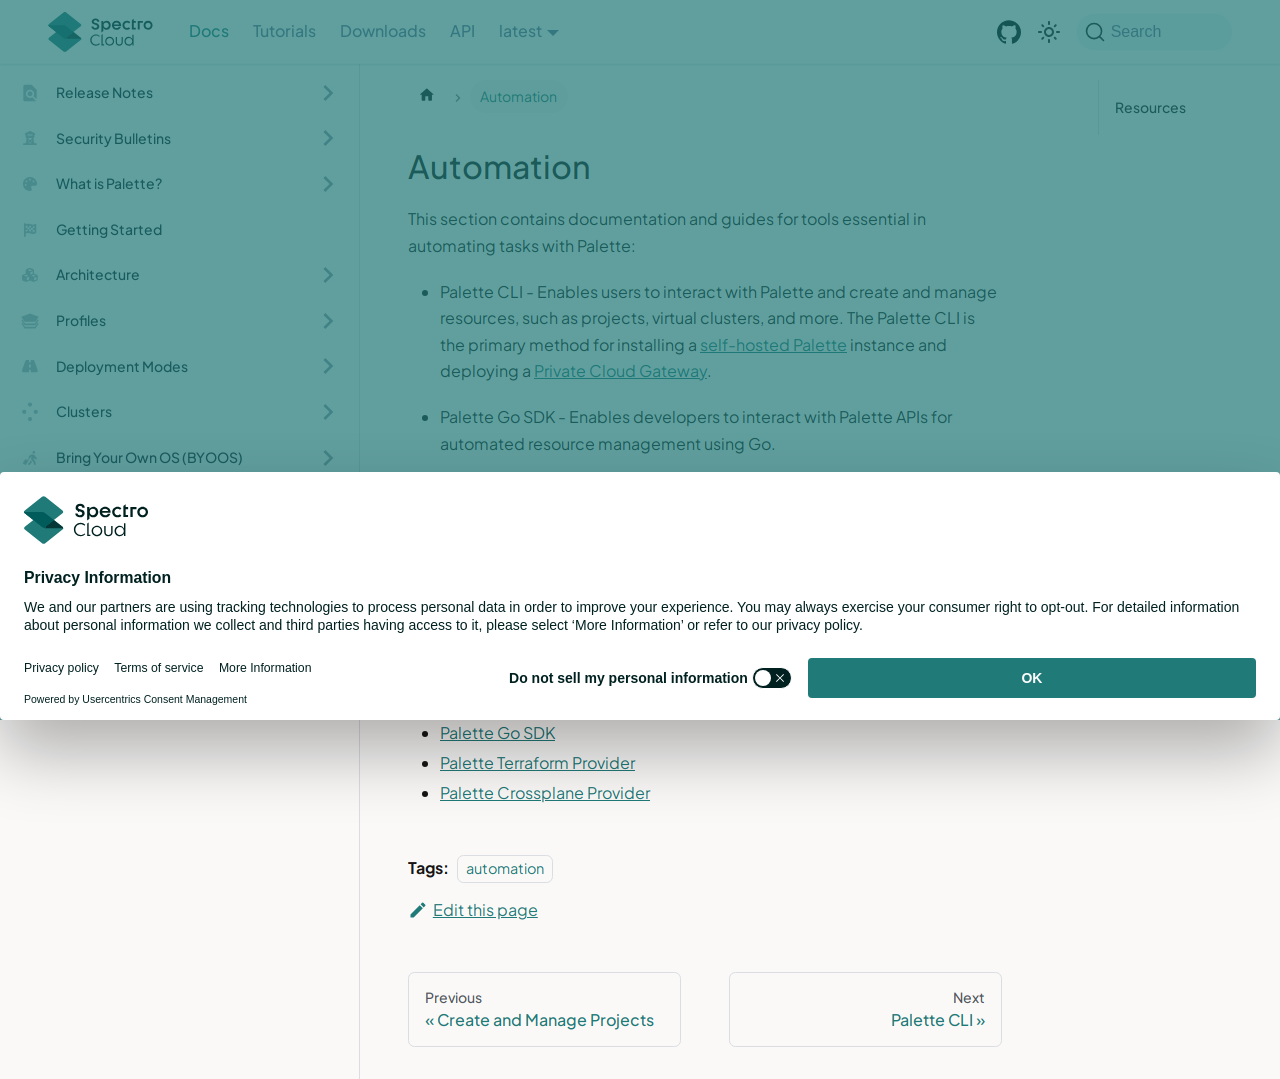 Spectro
Cloud
Docs
Tutorials
Downloads
API
latest
Search
Release Notes
Security Bulletins
What is Palette?
Getting Started
Architecture
Profiles
Deployment Modes
Clusters
Bring Your Own OS (BYOOS)
Automation
Resources
Automation
This section contains documentation and guides for tools essential in
automating tasks with Palette:
Palette CLI - Enables users to interact with Palette and create and manage
resources, such as projects, virtual clusters, and more. The Palette CLI is
the primary method for installing a self-hosted Palette instance and
deploying a Private Cloud Gateway.
Palette Go SDK - Enables developers to interact with Palette APIs for
automated resource management using Go.
Spectro
Cloud
Privacy Information
We and our partners are using tracking technologies to process personal data in order to improve your experience. You may always exercise your consumer right to opt-out. For detailed information
about personal information we collect and third parties having access to it, please select ‘More Information’ or refer to our privacy policy.
Privacy policy
Terms of service
More Information
Powered by Usercentrics Consent Management
Do not sell my personal information
OK
Palette Go SDK
Palette Terraform Provider
Palette Crossplane Provider
Tags:
automation
Edit this page
Previous
« Create and Manage Projects
Next
Palette CLI »